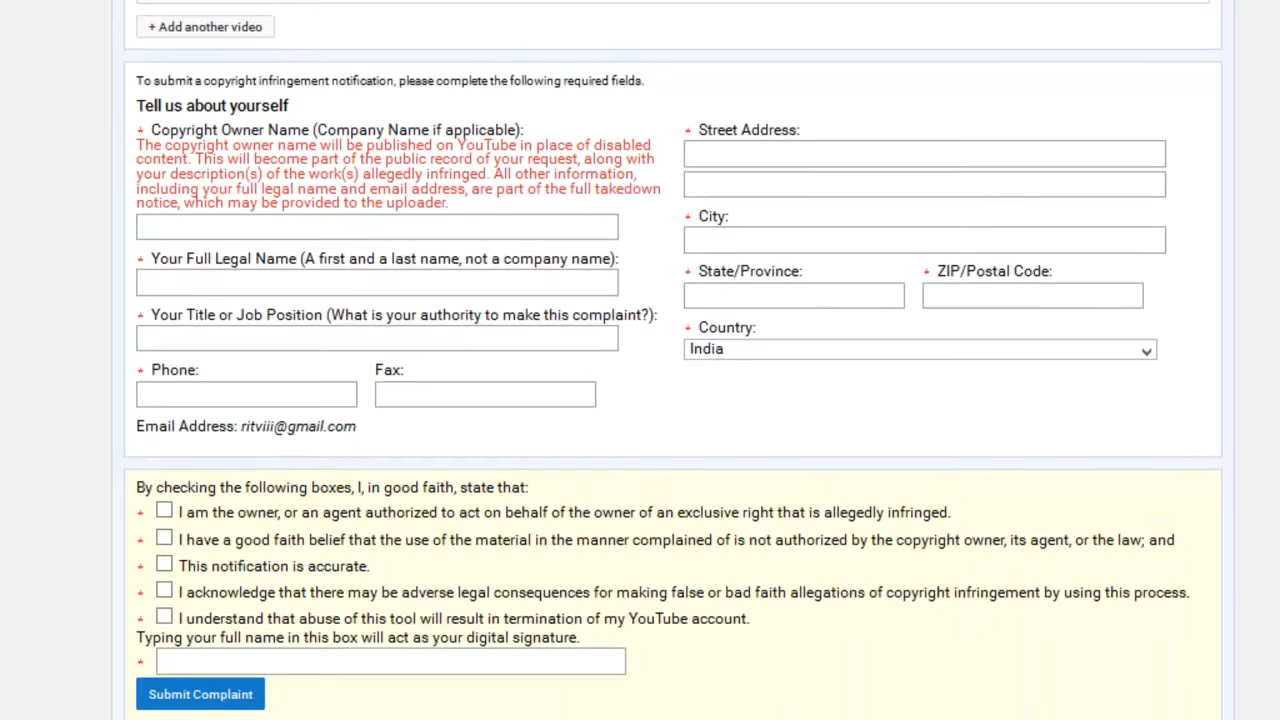 + Add another video
To submit a copyright infringement notification, please complete the following required fields.
Tell us about yourself
* Copyright Owner Name (Company Name if applicable):
The copyright owner name will be published on YouTube in place of disabled
content. This will become part of the public record of your request, along with
your description(s) of the work(s) allegedly infringed. All other information,
including your full legal name and email address, are part of the full takedown
notice, which may be provided to the uploader.
* Your Full Legal Name (A first and a last name, not a company name):
* Your Title or Job Position (What is your authority to make this complaint?):
* Phone: Fax:
Email Address: ritviii@gmail.com
* Street Address:
* City:
* State/Province: * ZIP/Postal Code:
* Country:
India
By checking the following boxes, I, in good faith, state that:
* I am the owner, or an agent authorized to act on behalf of the owner of an exclusive right that is allegedly infringed.
* I have a good faith belief that the use of the material in the manner complained of is not authorized by the copyright owner, its agent, or the law; and
* This notification is accurate.
* I acknowledge that there may be adverse legal consequences for making false or bad faith allegations of copyright infringement by using this process.
* I understand that abuse of this tool will result in termination of my YouTube account.
Typing your full name in this box will act as your digital signature.
*
Submit Complaint